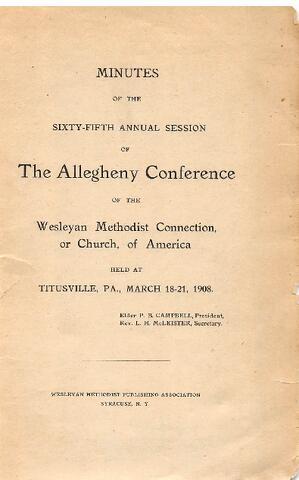 MINUTES
OF THE
SIXTY-FIFTH ANNUAL SESSION
OF
The Allegheny Conference
OF THE
Wesleyan Methodist Connection,
or Church, of America
HELD AT
TITUSVILLE, PA., MARCH 18-21, 1908.
Elder P. B. CAMPBELL, President,
Rev. L. H. McLEISTER, Secretary.
WESLEYAN METHODIST PUBLISHING ASSOCIATION
SYRACUSE, N. Y.